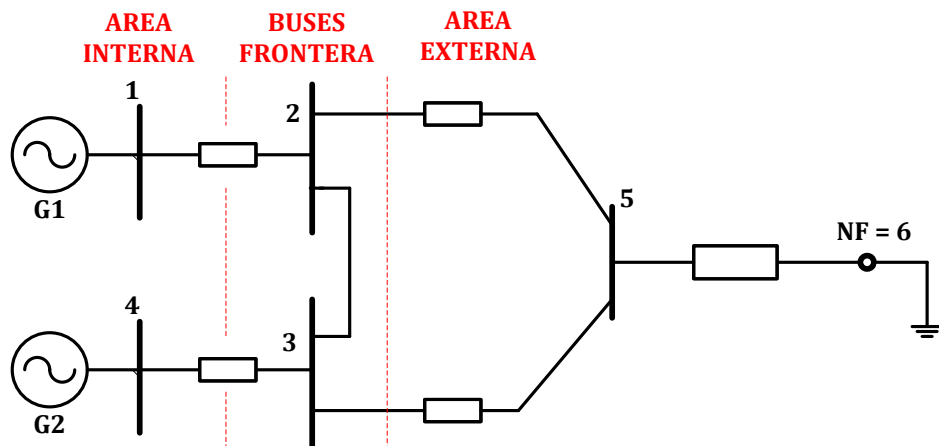 AREA
INTERNA
BUSES
FRONTERA
AREA
EXTERNA
1
2
G1
5
NF = 6
4
3
G2